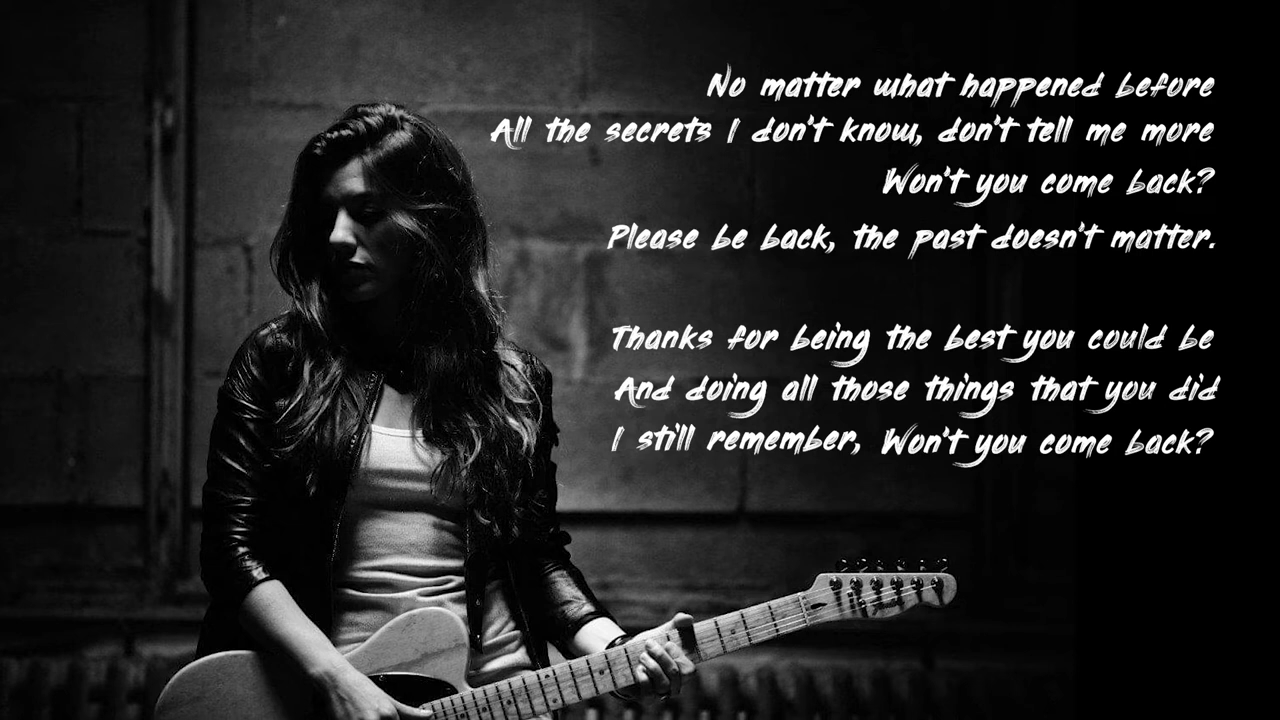 No matter what happened before
All the secrets I don't know, don't tell me more
Won't you come back?
Please be back, the past doesn't matter.
Thanks for being the best you could be
And doing all those things that you did
I still remember, Won't you come back?